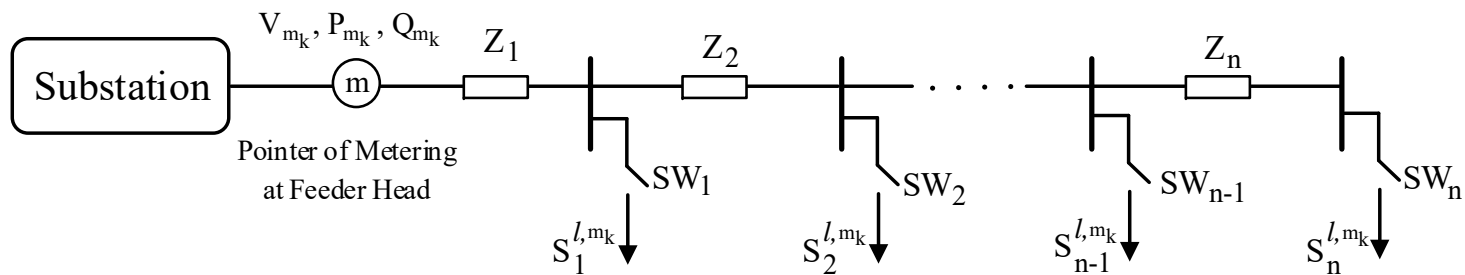 V_{m_k}, P_{m_k}, Q_{m_k}
Substation
m
Z_1
Z_2
. . . .
Z_n
Pointer of Metering
at Feeder Head
SW_1
SW_2
SW_{n-1}
SW_n
S_1^{l,m_k}
S_2^{l,m_k}
S_{n-1}^{l,m_k}
S_n^{l,m_k}